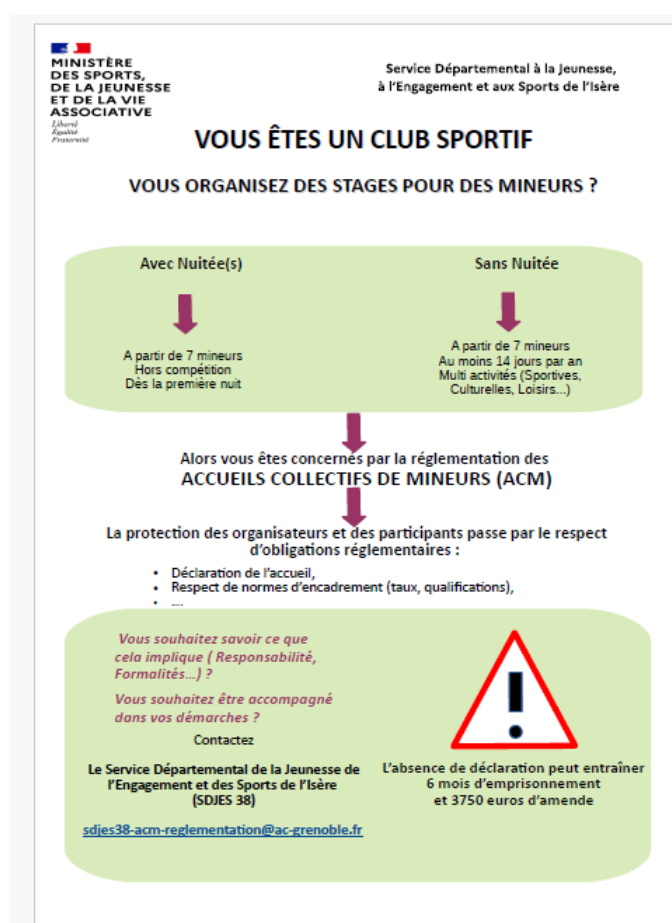 MINISTÈRE
DES SPORTS,
DE LA JEUNESSE
ET DE LA VIE
ASSOCIATIVE
Liberté
Égalité
Fraternité
Service Départemental à la Jeunesse,
à l'Engagement et aux Sports de l'Isère
VOUS ÊTES UN CLUB SPORTIF
VOUS ORGANISEZ DES STAGES POUR DES MINEURS ?
Avec Nuitée(s)
A partir de 7 mineurs
Hors compétition
Dès la première nuit
Sans Nuitée
A partir de 7 mineurs
Au moins 14 jours par an
Multi activités (Sportives,
Culturelles, Loisirs...)
Alors vous êtes concernés par la réglementation des
ACCUEILS COLLECTIFS DE MINEURS (ACM)
La protection des organisateurs et des participants passe par le respect
d'obligations réglementaires :
• Déclaration de l'accueil,
• Respect de normes d'encadrement (taux, qualifications),
• ....
Vous souhaitez savoir ce que
cela implique ( Responsabilité,
Formalités...) ?
Vous souhaitez être accompagné
dans vos démarches ?
Contactez
Le Service Départemental de la Jeunesse de
l'Engagement et des Sports de l'Isère
(SDJES 38)
sdjes38-acm-reglementation@ac-grenoble.fr
!
L'absence de déclaration peut entraîner
6 mois d'emprisonnement
et 3750 euros d'amende